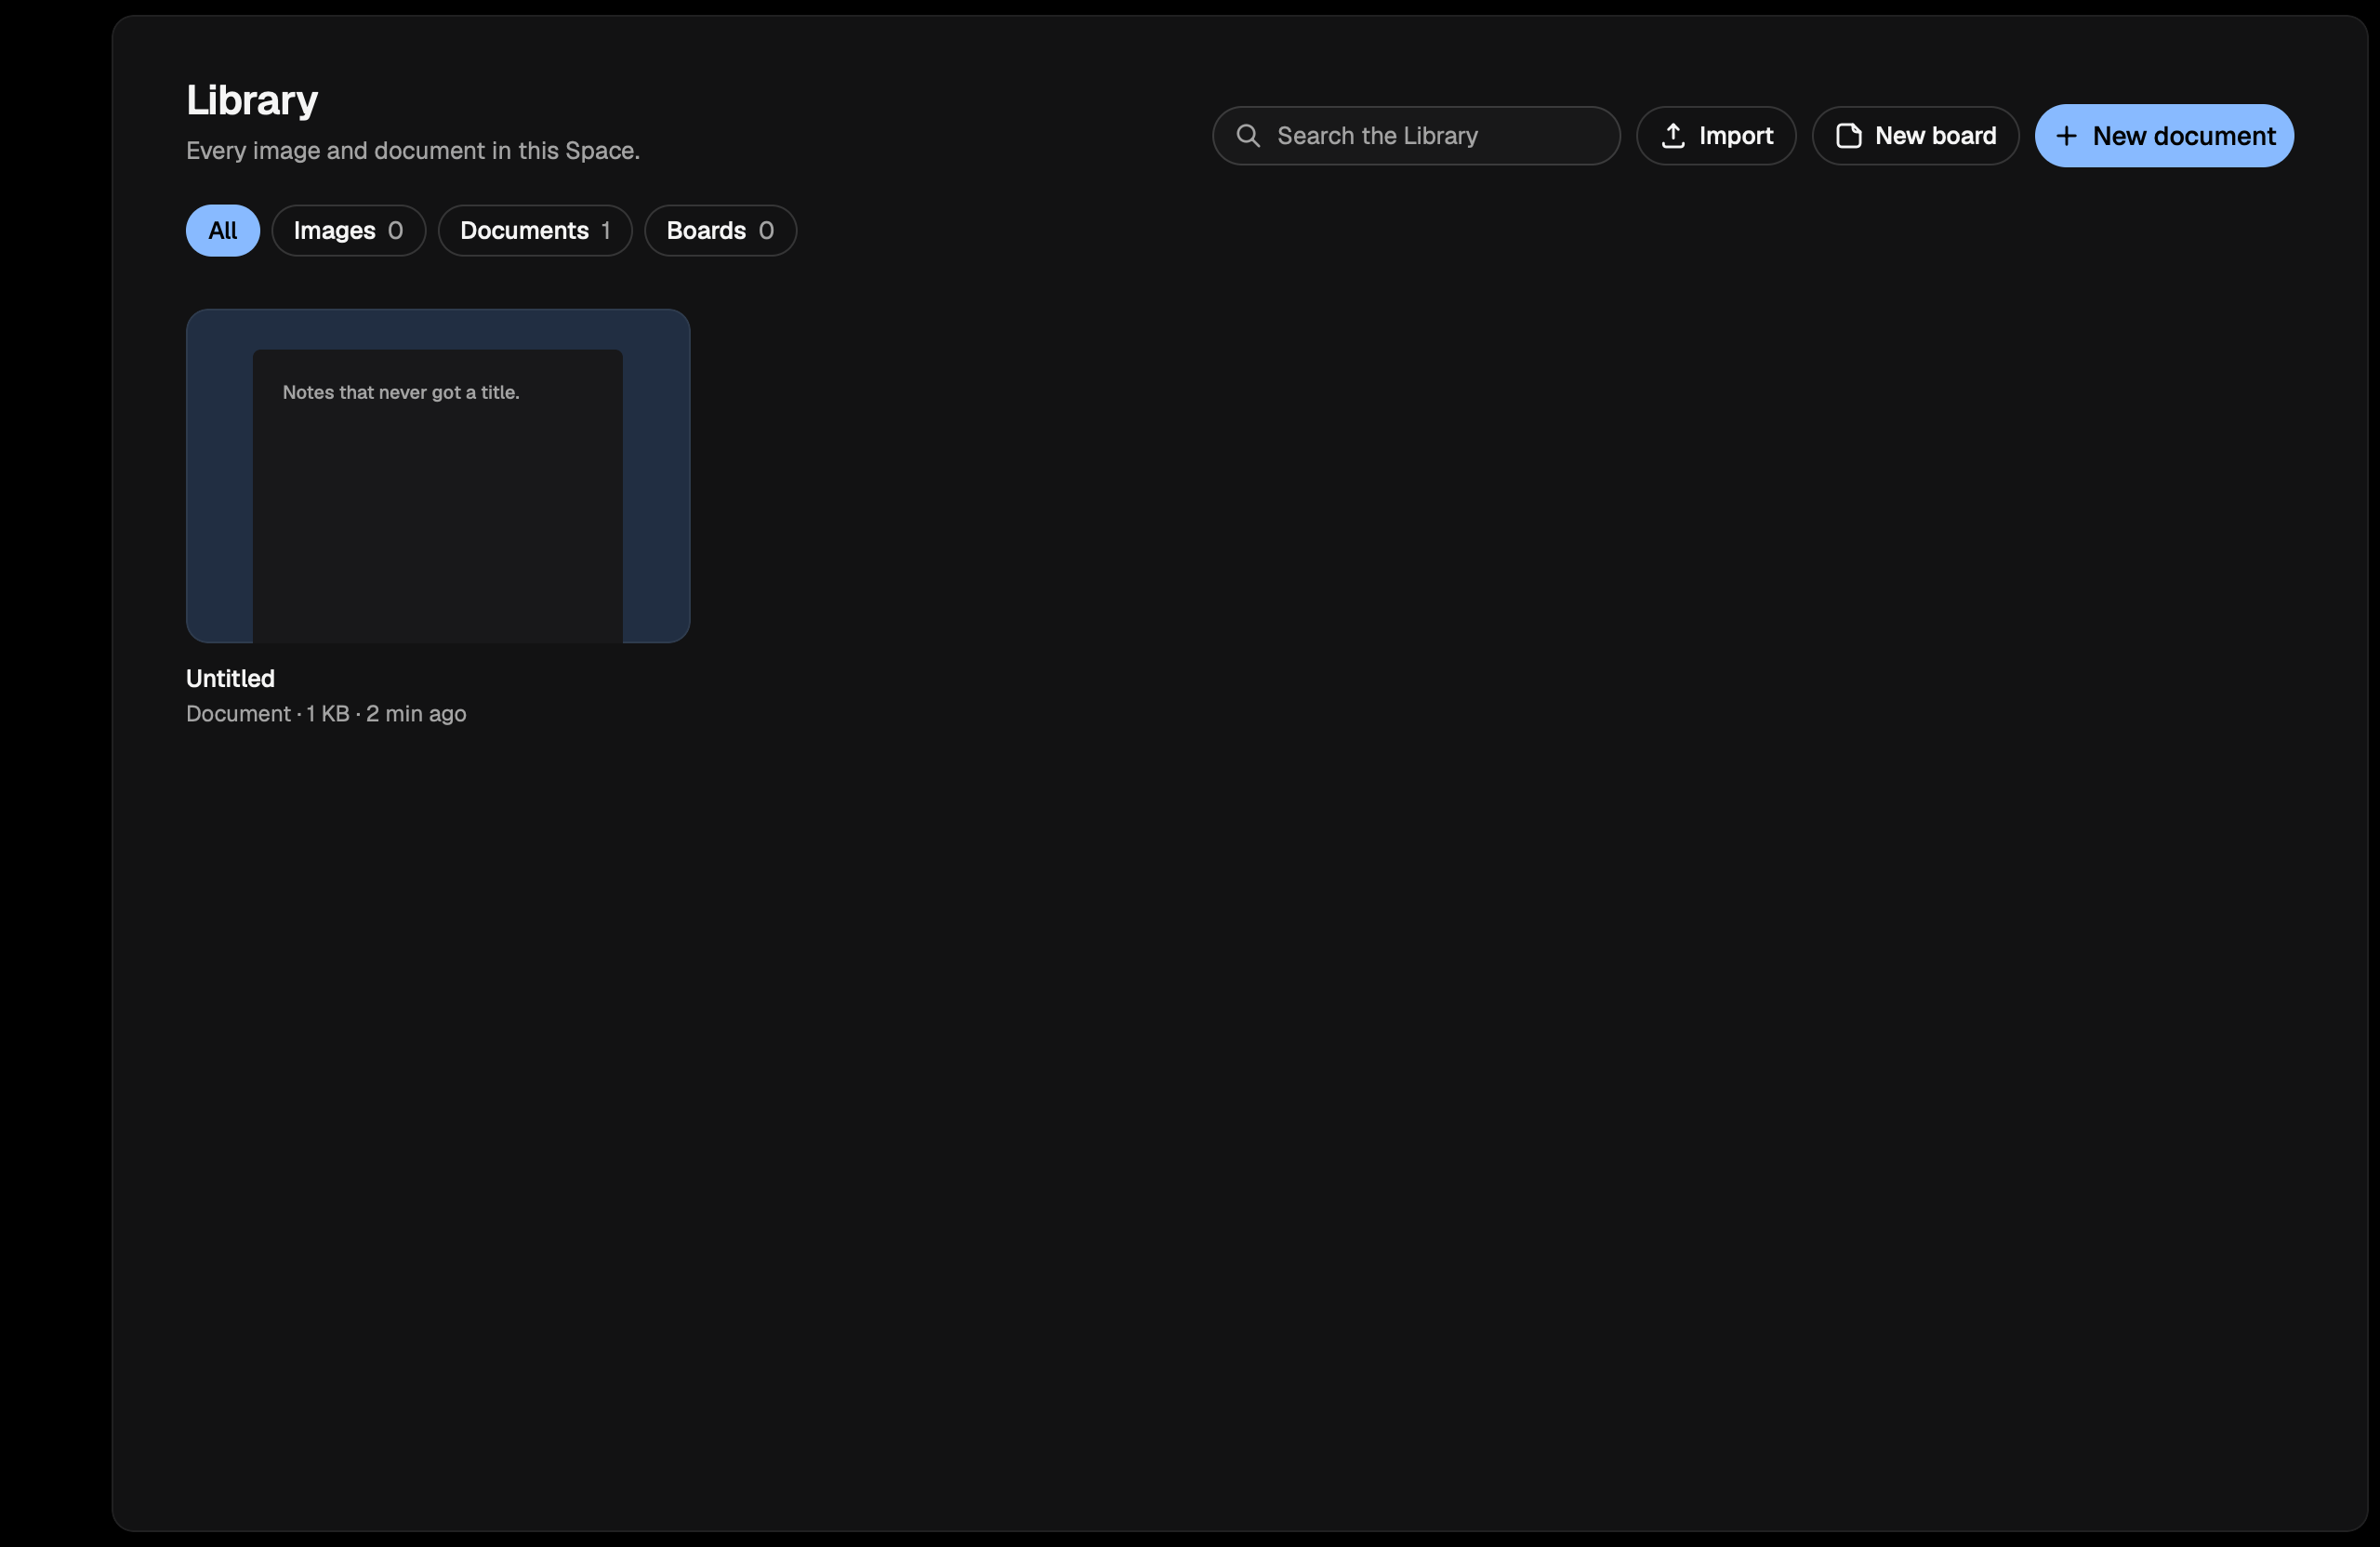 Library
Every image and document in this Space.
Search the Library
Import
New board
New document
All
Images 0
Documents 1
Boards 0
Notes that never got a title.
Untitled
Document · 1 KB · 2 min ago